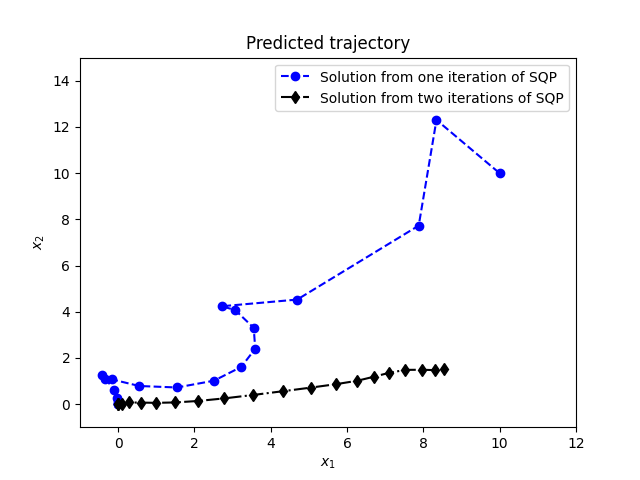 Predicted trajectory
Solution from one iteration of SQP
Solution from two iterations of SQP
14
12
10
8
6
4
2
0
x₂
0 2 4 6 8 10 12
x₁